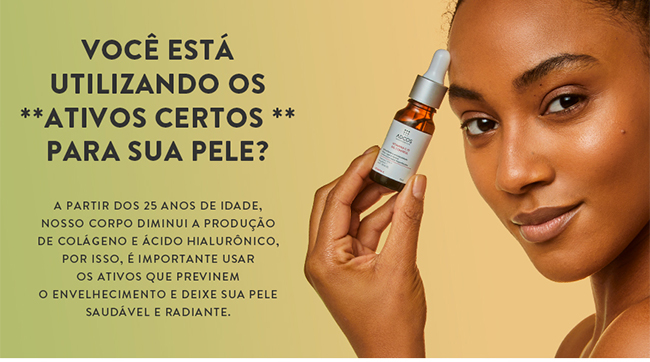 VOCÊ ESTÁ
UTILIZANDO OS
**ATIVOS CERTOS **
PARA SUA PELE?
A PARTIR DOS 25 ANOS DE IDADE,
NOSSO CORPO DIMINUI A PRODUÇÃO
DE COLÁGENO E ÁCIDO HIALURÔNICO,
POR ISSO, É IMPORTANTE USAR
OS ATIVOS QUE PREVINEM
O ENVELHECIMENTO E DEIXE SUA PELE
SAUDÁVEL E RADIANTE.
ADCOS